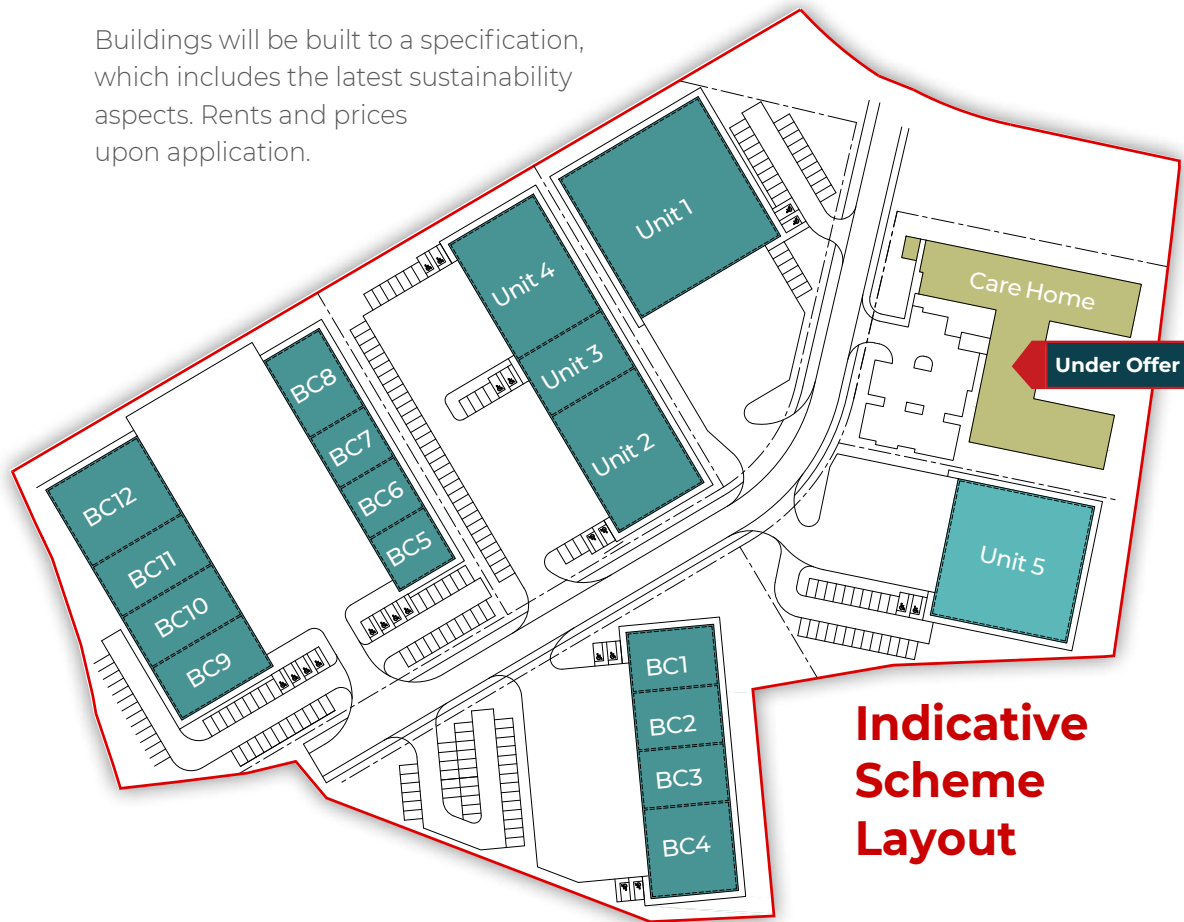 Buildings will be built to a specification,
which includes the latest sustainability
aspects. Rents and prices
upon application.
Unit 1
Unit 4
Unit 3
Unit 2
Care Home
Under Offer
BC8
BC7
BC6
BC5
BC12
BC11
BC10
BC9
Unit 5
BC1
BC2
BC3
BC4
Indicative
Scheme
Layout